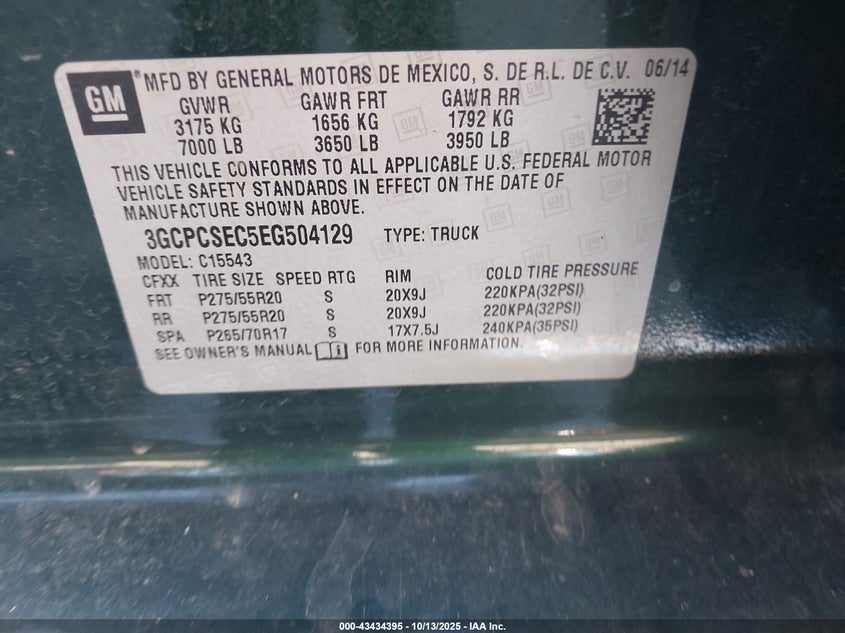 GM ® MFD BY GENERAL MOTORS DE MEXICO, S. DE R.L. DE C.V. 06/14
GVWR GAWR FRT GAWR RR
3175 KG 1656 KG 1792 KG
7000 LB 3650 LB 3950 LB
THIS VEHICLE CONFORMS TO ALL APPLICABLE U.S. FEDERAL MOTOR
VEHICLE SAFETY STANDARDS IN EFFECT ON THE DATE OF
MANUFACTURE SHOWN ABOVE.
3GCPCSEC5EG504129 TYPE: TRUCK
MODEL: C15543
CFXX TIRE SIZE SPEED RTG RIM COLD TIRE PRESSURE
FRT P275/55R20 S 20X9J 220KPA(32PSI)
RR P275/55R20 S 20X9J 220KPA(32PSI)
SPA P265/70R17 S 17X7.5J 240KPA(35PSI)
SEE OWNER'S MANUAL FOR MORE INFORMATION.
000-43434395 - 10/13/2025 - IAA Inc.